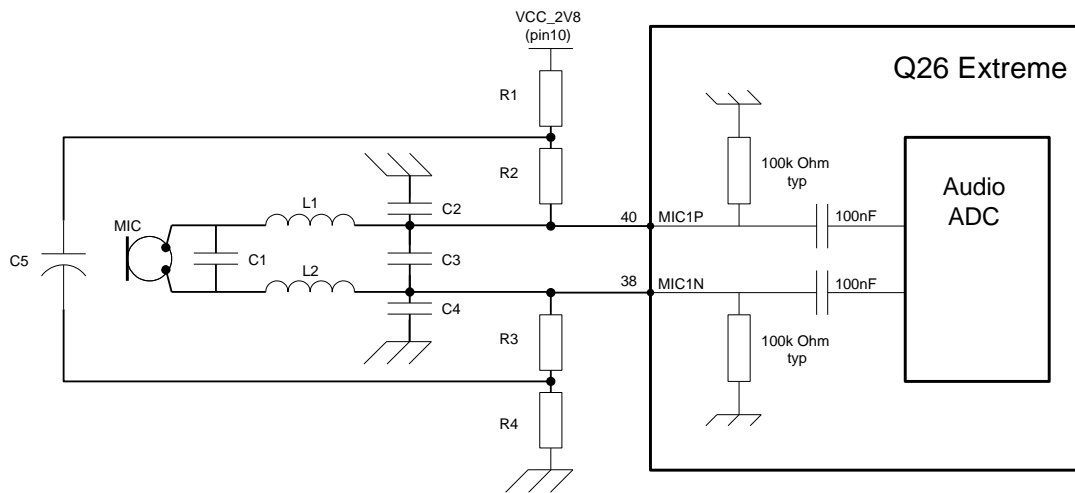 VCC_2V8
(pin10)
Q26 Extreme
R1
R2
100k Ohm
typ
Audio
ADC
L1
C2
40
MIC1P
100nF
MIC
C5
C1
C3
L2
38
MIC1N
100nF
C4
R3
100k Ohm
typ
R4